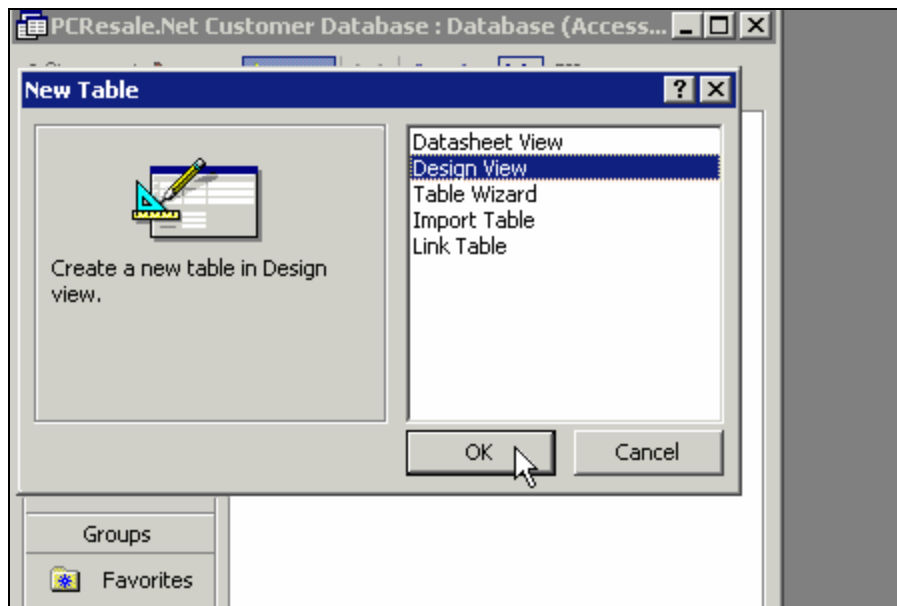 PCResale.Net Customer Database : Database (Access...
New Table
Create a new table in Design
view.
Datasheet View
Design View
Table Wizard
Import Table
Link Table
OK
Cancel
Groups
Favorites